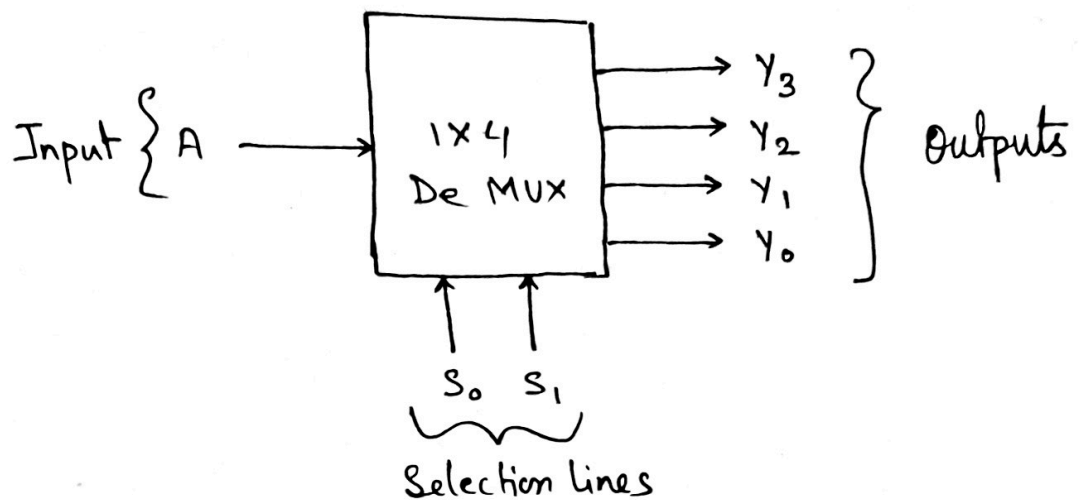 Input { A
1X4
De MUX
Y3
Y2
Y1
Y0
Outputs
S0 S1
Selection lines